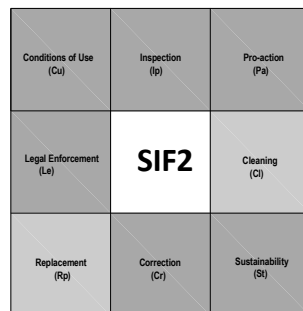 Conditions of Use
(Cu)
Inspection
(Ip)
Pro-action
(Pa)
Legal Enforcement
(Le)
SIF2
Cleaning
(Cl)
Replacement
(Rp)
Correction
(Cr)
Sustainability
(St)